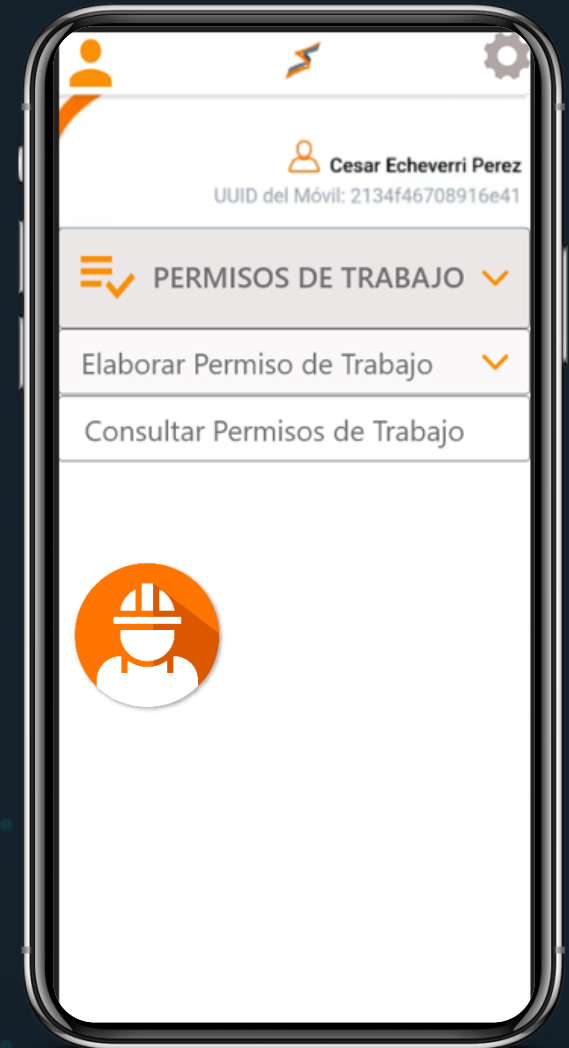 Cesar Echeverri Perez
UUID del Móvil: 2134f46708916e41
PERMISOS DE TRABAJO
Elaborar Permiso de Trabajo
Consultar Permisos de Trabajo